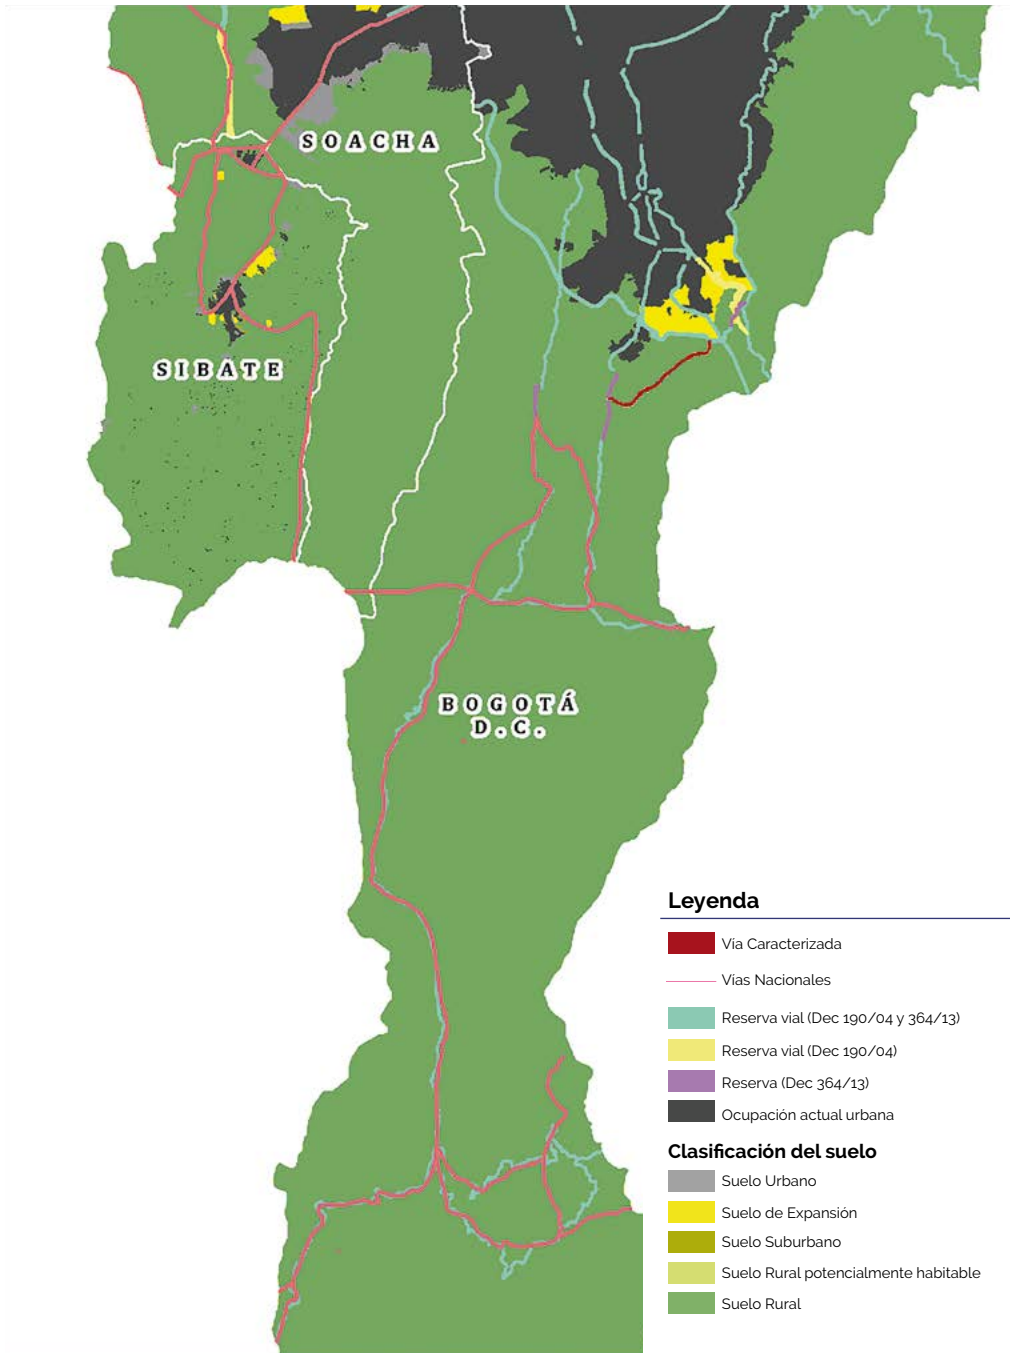 SOACHA
SIBATE
BOGOTÁ
D.C.
Leyenda
Vía Caracterizada
Vías Nacionales
Reserva vial (Dec 190/04 y 364/13)
Reserva vial (Dec 190/04)
Reserva (Dec 364/13)
Ocupación actual urbana
Clasificación del suelo
Suelo Urbano
Suelo de Expansión
Suelo Suburbano
Suelo Rural potencialmente habitable
Suelo Rural